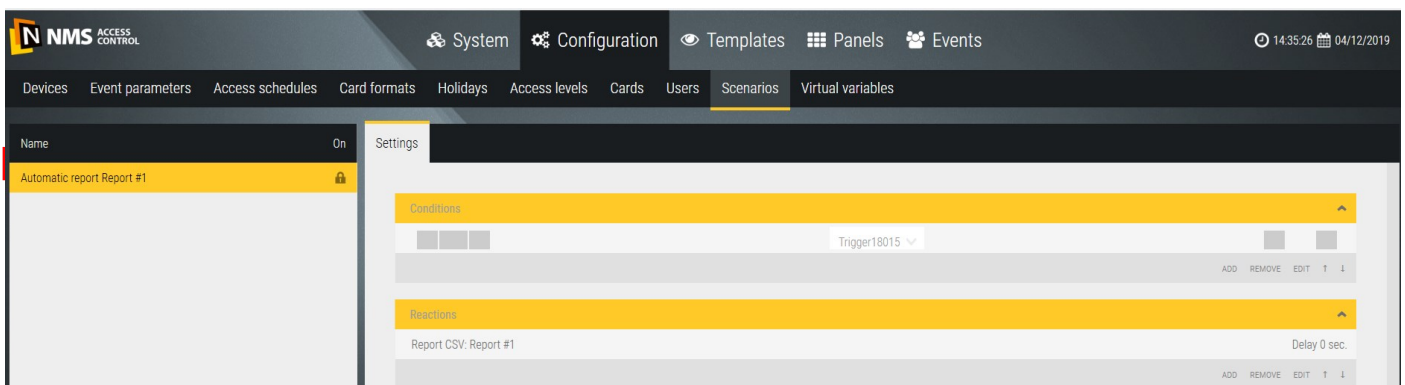 N NMS ACCESS CONTROL System Configuration Templates Panels Events 14:35:26 04/12/2019
Devices Event parameters Access schedules Card formats Holidays Access levels Cards Users Scenarios Virtual variables
Name On Settings
Automatic report Report #1
Conditions
Trigger18015
ADD REMOVE EDIT ↑ ↓
Reactions
Report CSV: Report #1 Delay 0 sec.
ADD REMOVE EDIT ↑ ↓